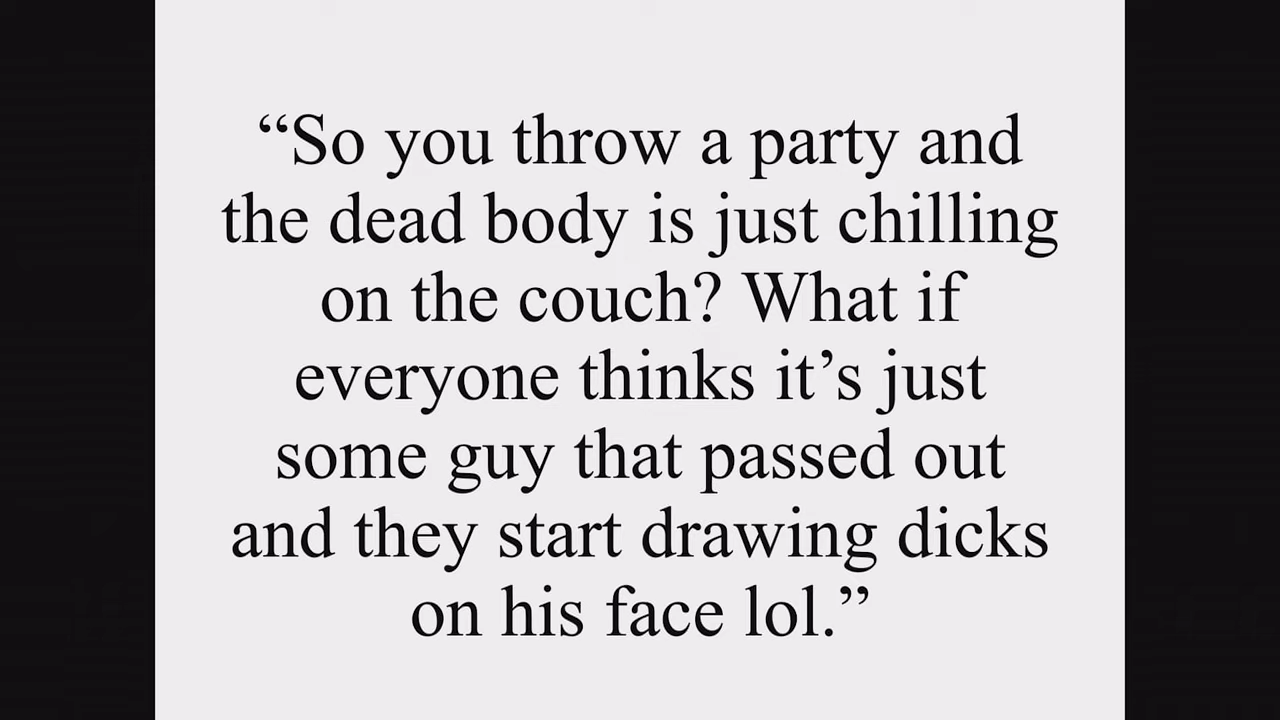 “So you throw a party and
the dead body is just chilling
on the couch? What if
everyone thinks it’s just
some guy that passed out
and they start drawing dicks
on his face lol.”